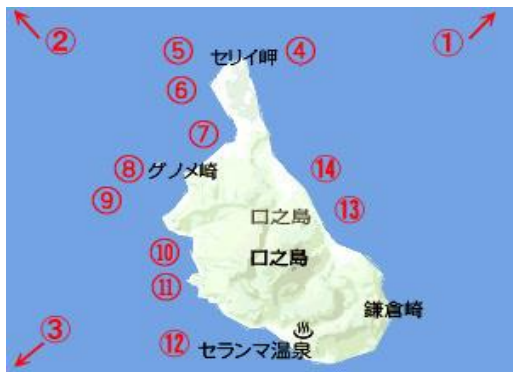 ② ①
⑤ セリイ岬 ④
⑥
⑦
⑧ グノメ崎 ⑭
⑨ 口之島 ⑬
⑩ 口之島
⑪
鎌倉崎
③
⑫ セランマ温泉